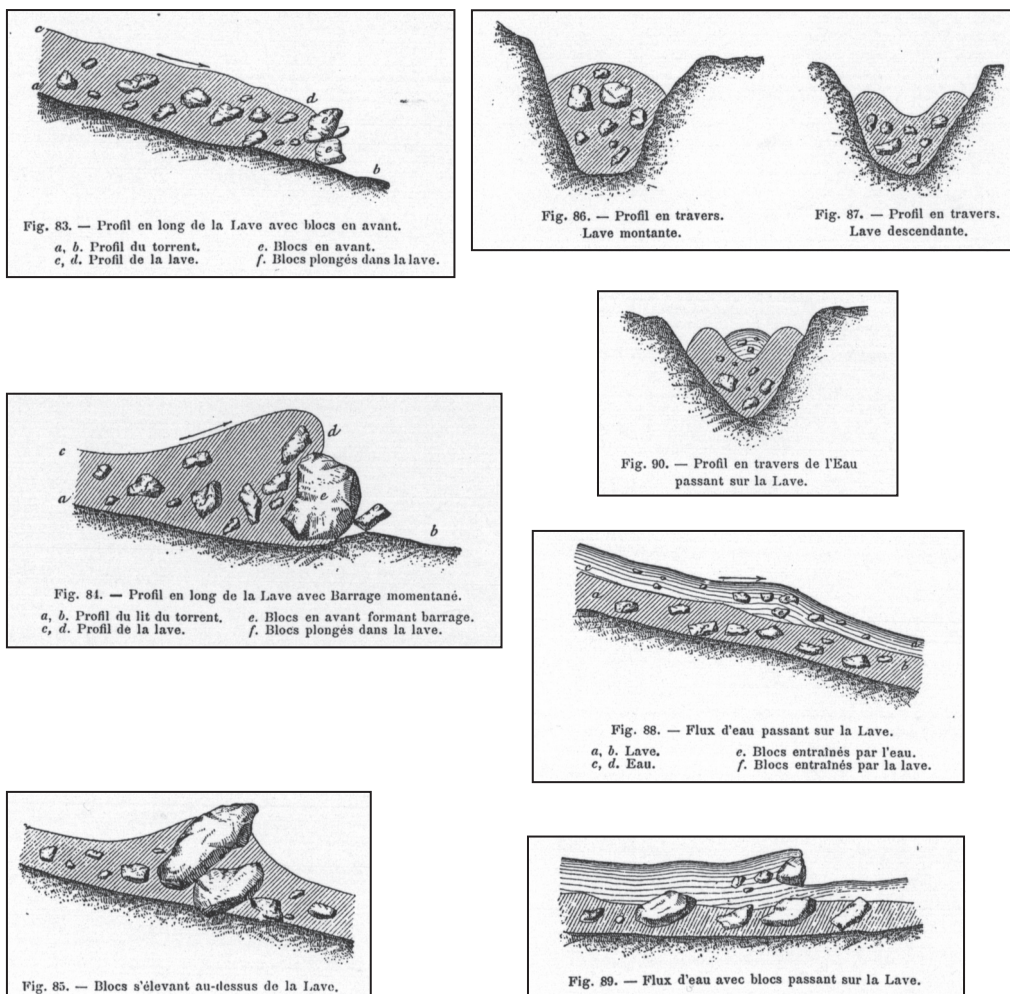 c
a
d
b
Fig. 83. — Profil en long de la Lave avec blocs en avant.
a, b. Profil du torrent.
c, d. Profil de la lave.
e. Blocs en avant.
f. Blocs plongés dans la lave.
Fig. 86. — Profil en travers.
Lave montante.
Fig. 87. — Profil en travers.
Lave descendante.
Fig. 90. — Profil en travers de l'Eau
passant sur la Lave.
c
a
d
b
Fig. 84. — Profil en long de la Lave avec Barrage momentané.
a, b. Profil du lit du torrent.
c, d. Profil de la lave.
e. Blocs en avant formant barrage.
f. Blocs plongés dans la lave.
c
a
d
b
Fig. 88. — Flux d'eau passant sur la Lave.
a, b. Lave.
c, d. Eau.
e. Blocs entraînés par l'eau.
f. Blocs entraînés par la lave.
Fig. 85. — Blocs s'élevant au-dessus de la Lave.
Fig. 89. — Flux d'eau avec blocs passant sur la Lave.